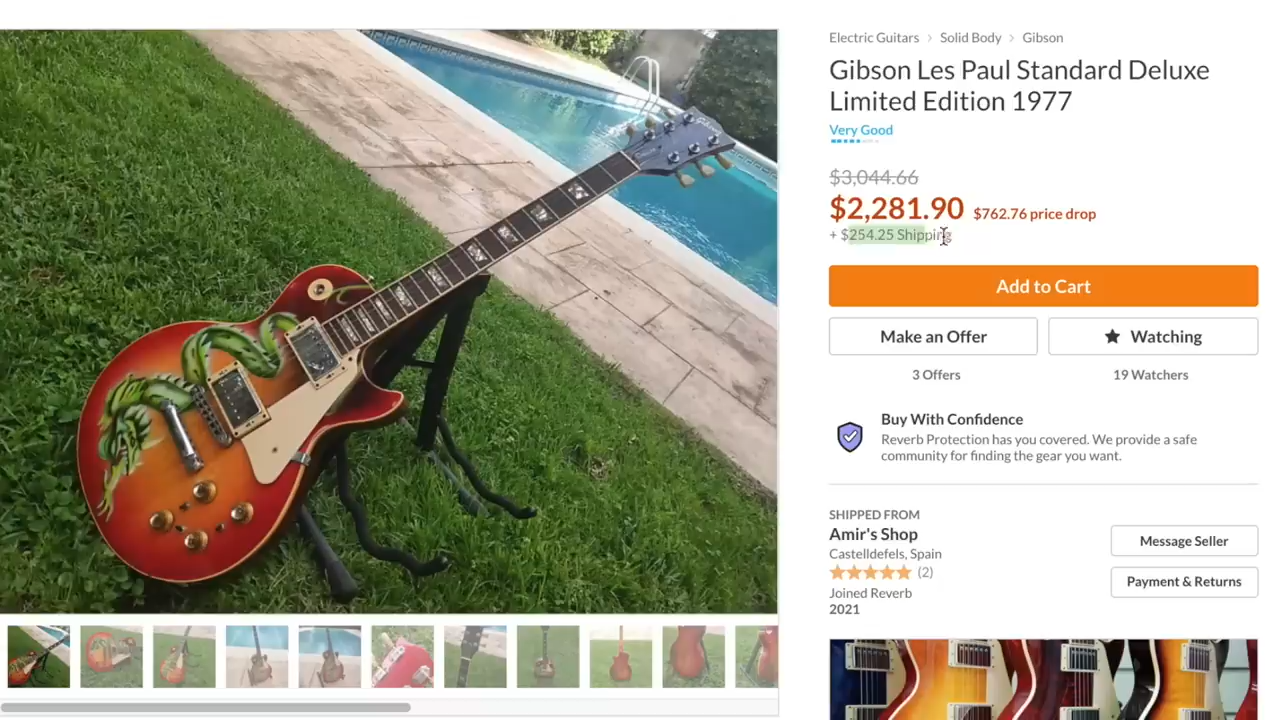 Electric Guitars > Solid Body > Gibson
Gibson Les Paul Standard Deluxe
Limited Edition 1977
Very Good
$3,044.66
$2,281.90 $762.76 price drop
+ $254.25 Shipping
Add to Cart
Make an Offer
★ Watching
3 Offers
19 Watchers
Buy With Confidence
Reverb Protection has you covered. We provide a safe
community for finding the gear you want.
SHIPPED FROM
Amir's Shop
Castelldefels, Spain
(2)
Joined Reverb
2021
Message Seller
Payment & Returns